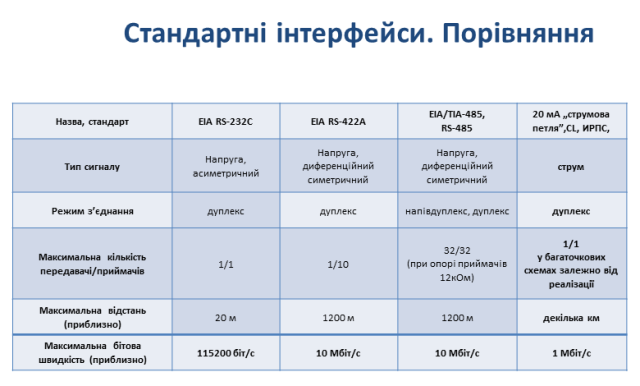 Стандартні інтерфейси. Порівняння
Назва, стандарт
EIA RS-232C
EIA RS-422A
EIA/TIA-485,
RS-485
20 мА „струмова
петля”,CL, ИРПС,
Тип сигналу
Напруга,
асиметричний
Напруга,
диференційний
симетричний
Напруга,
диференційний
симетричний
струм
Режим з’єднання
дуплекс
дуплекс
напівдуплекс, дуплекс
дуплекс
Максимальна кількість
передавачі/приймачів
1/1
1/10
32/32
(при опорі приймачів
12кОм)
1/1
у багаточкових
схемах залежно від
реалізації
Максимальна відстань
(приблизно)
20 м
1200 м
1200 м
декілька км
Максимальна бітова
швидкість (приблизно)
115200 біт/с
10 Мбіт/с
10 Мбіт/с
1 Мбіт/с